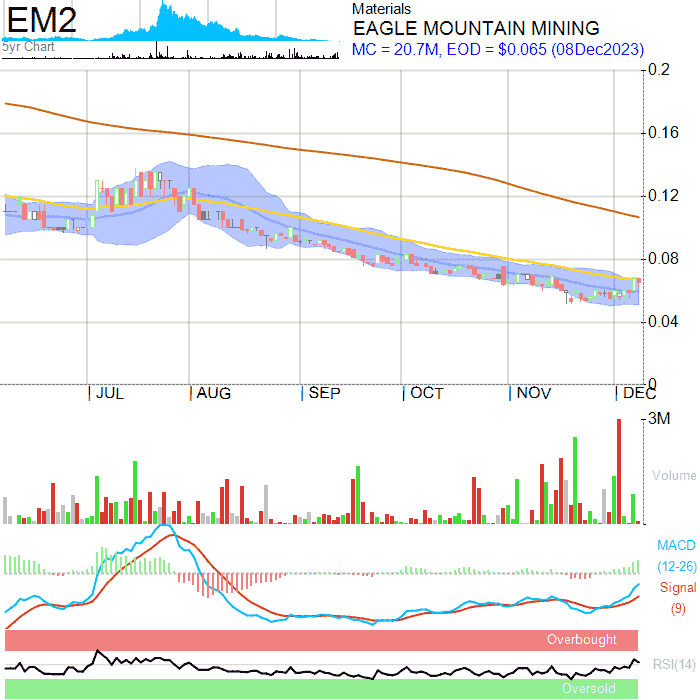 EM2
5yr Chart
Materials
EAGLE MOUNTAIN MINING
MC = 20.7M, EOD = $0.065 (08Dec2023)
0.2
0.16
0.12
0.08
0.04
0
JUL AUG SEP OCT NOV DEC
3M
Volume
MACD
(12-26)
Signal
(9)
Overbought
RSI(14)
Oversold